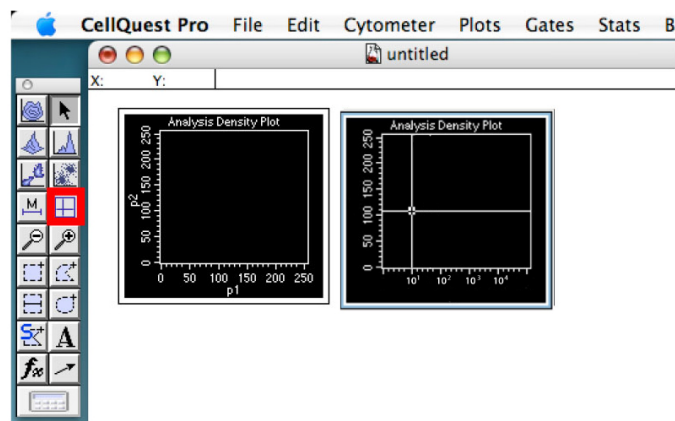 CellQuest Pro File Edit Cytometer Plots Gates Stats B
untitled
X: Y:
M
S
A
fx
Analysis Density Plot
p2
250
200
150
100
50
0
0 50 100 150 200 250
p1
Analysis Density Plot
250
200
150
100
50
0
10¹ 10² 10³ 10⁴